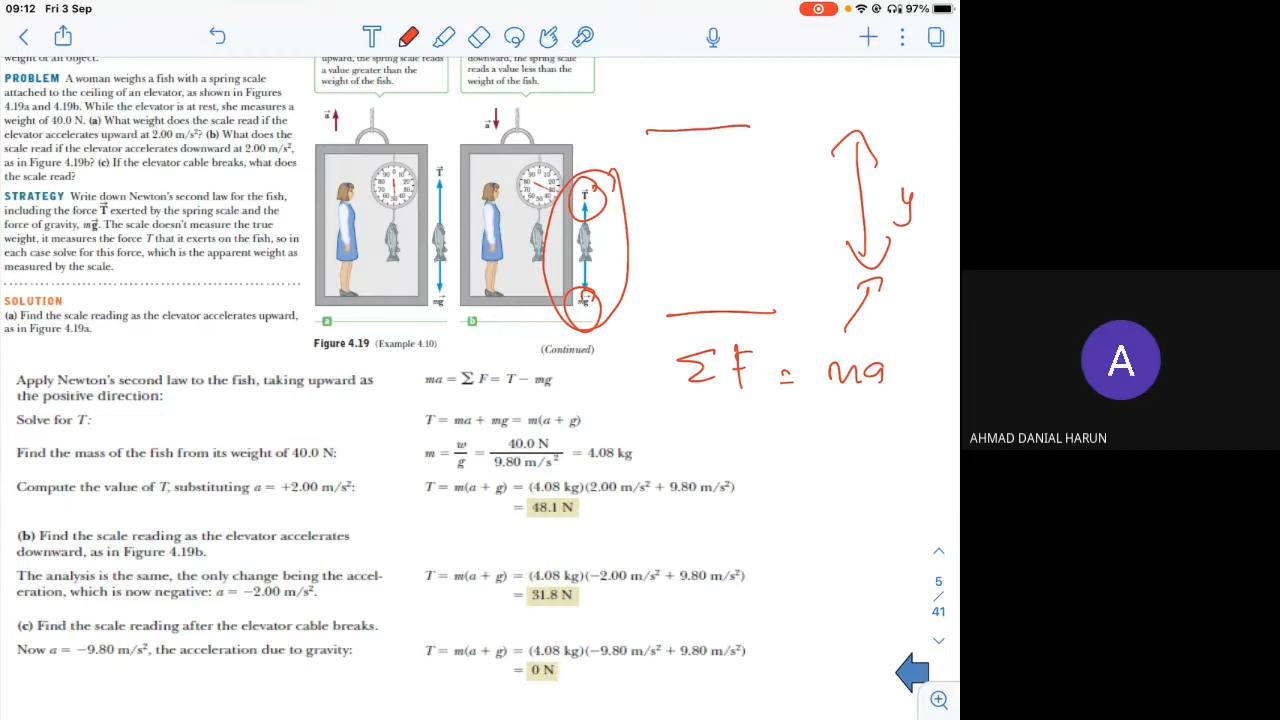 09:12 Fri 3 Sep
97%
weight of an object.
PROBLEM A woman weighs a fish with a spring scale
attached to the ceiling of an elevator, as shown in Figures
4.19a and 4.19b. While the elevator is at rest, she measures a
weight of 40.0 N. (a) What weight does the scale read if the
elevator accelerates upward at 2.00 m/s²? (b) What does the
scale read if the elevator accelerates downward at 2.00 m/s²,
as in Figure 4.19b? (c) If the elevator cable breaks, what does
the scale read?
STRATEGY Write down Newton's second law for the fish,
including the force T⃗ exerted by the spring scale and the
force of gravity, mg⃗. The scale doesn't measure the true
weight, it measures the force T that it exerts on the fish, so in
each case solve for this force, which is the apparent weight as
measured by the scale.
SOLUTION
(a) Find the scale reading as the elevator accelerates upward,
as in Figure 4.19a.
upward, the spring scale reads
a value greater than the
weight of the fish.
downward, the spring scale
reads a value less than the
weight of the fish.
a⃗
a⃗
T⃗
T⃗
mg⃗
mg⃗
a
b
Figure 4.19 (Example 4.10)
(Continued)
y
Σ F = ma
Apply Newton's second law to the fish, taking upward as
the positive direction:
ma = Σ F = T − mg
Solve for T:
T = ma + mg = m(a + g)
Find the mass of the fish from its weight of 40.0 N:
m = w/g = 40.0 N/9.80 m/s² = 4.08 kg
Compute the value of T, substituting a = +2.00 m/s²:
T = m(a + g) = (4.08 kg)(2.00 m/s² + 9.80 m/s²)
= 48.1 N
(b) Find the scale reading as the elevator accelerates
downward, as in Figure 4.19b.
The analysis is the same, the only change being the accel-
eration, which is now negative: a = −2.00 m/s².
T = m(a + g) = (4.08 kg)(−2.00 m/s² + 9.80 m/s²)
= 31.8 N
(c) Find the scale reading after the elevator cable breaks.
Now a = −9.80 m/s², the acceleration due to gravity:
T = m(a + g) = (4.08 kg)(−9.80 m/s² + 9.80 m/s²)
= 0 N
5
/
41
A
AHMAD DANIAL HARUN